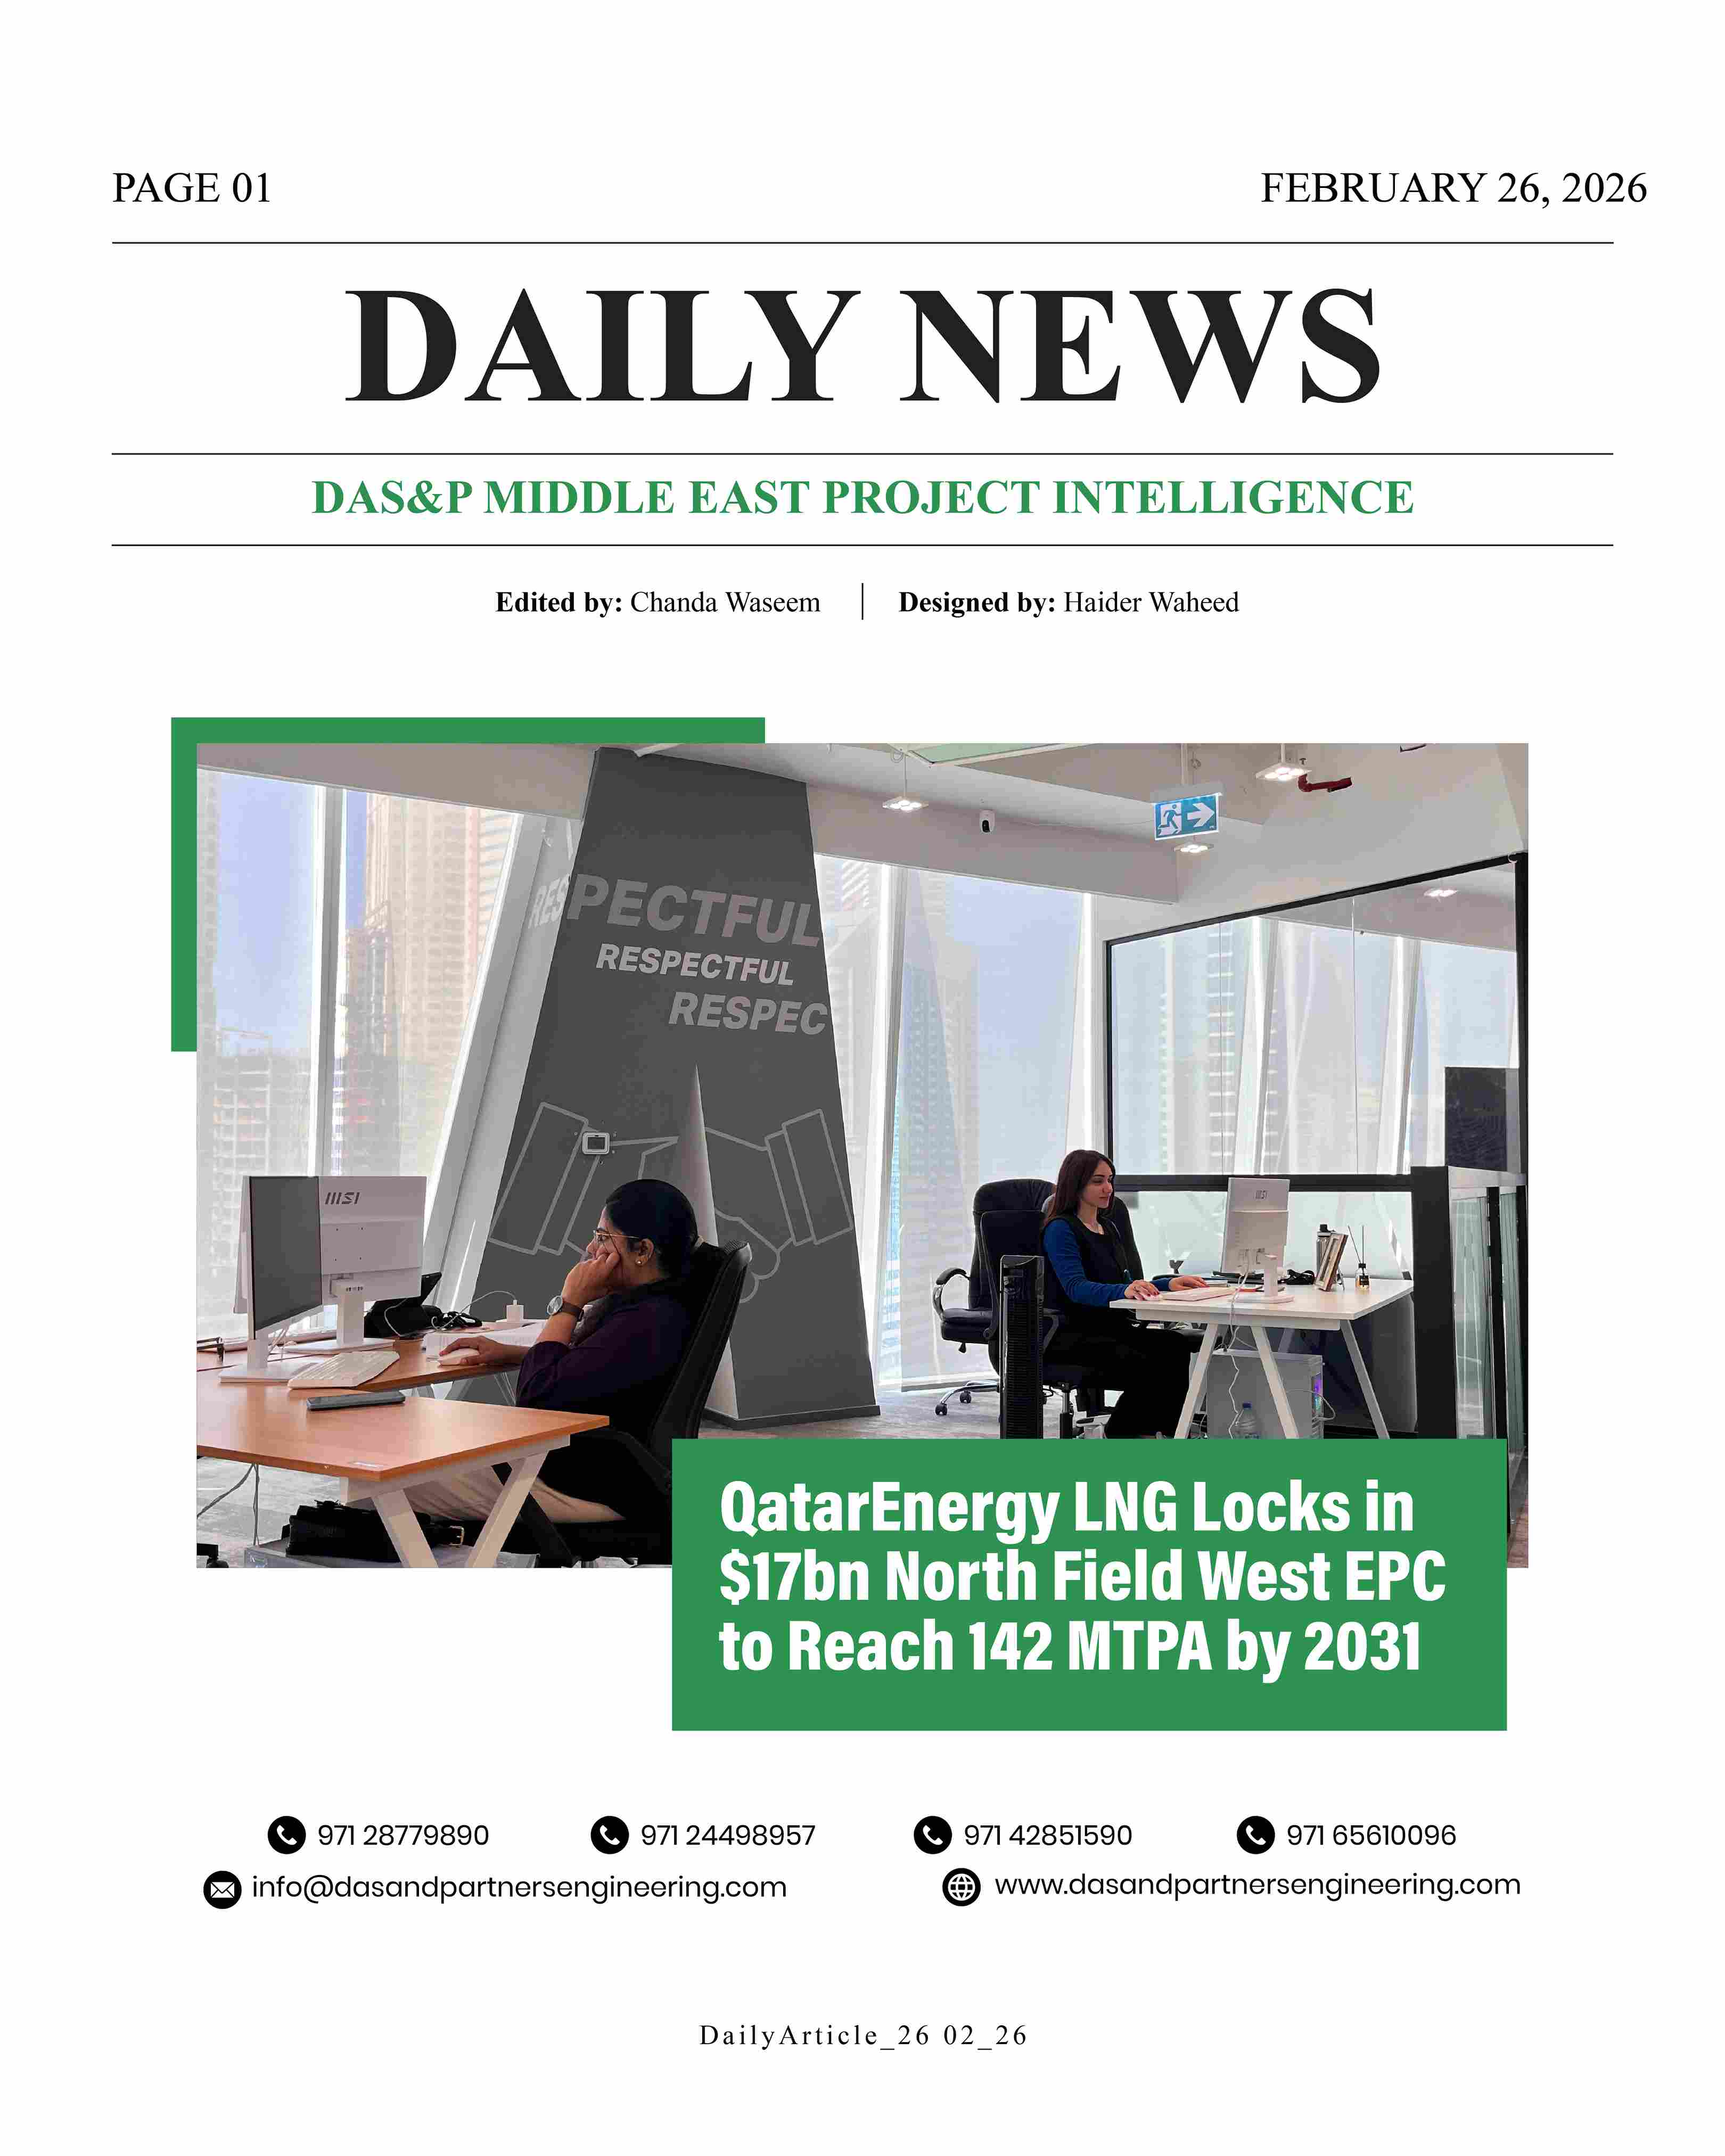 PAGE 01
FEBRUARY 26, 2026
DAILY NEWS
DAS&P MIDDLE EAST PROJECT INTELLIGENCE
Edited by: Chanda Waseem
Designed by: Haider Waheed
RESPECTFUL
RESPECTFUL
RESPEC
MSI
MSI
QatarEnergy LNG Locks in
$17bn North Field West EPC
to Reach 142 MTPA by 2031
971 28779890
971 24498957
971 42851590
971 65610096
info@dasandpartnersengineering.com
www.dasandpartnersengineering.com
DailyArticle_26 02_26